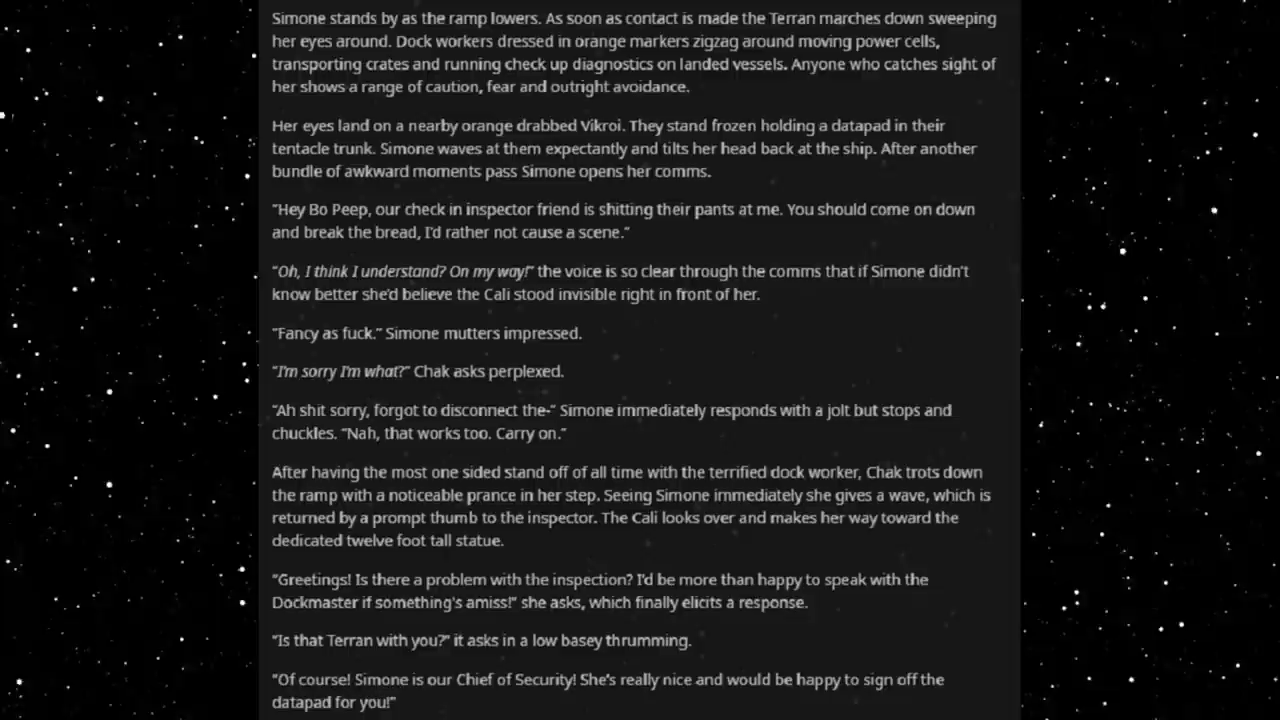 Simone stands by as the ramp lowers. As soon as contact is made the Terran marches down sweeping
her eyes around. Dock workers dressed in orange markers zigzag around moving power cells,
transporting crates and running check up diagnostics on landed vessels. Anyone who catches sight of
her shows a range of caution, fear and outright avoidance.
Her eyes land on a nearby orange drabbed Vikroi. They stand frozen holding a datapad in their
tentacle trunk. Simone waves at them expectantly and tilts her head back at the ship. After another
bundle of awkward moments pass Simone opens her comms.
“Hey Bo Peep, our check in inspector friend is shitting their pants at me. You should come on down
and break the bread, I’d rather not cause a scene.”
“Oh, I think I understand? On my way!” the voice is so clear through the comms that if Simone didn’t
know better she’d believe the Cali stood invisible right in front of her.
“Fancy as fuck.” Simone mutters impressed.
“I’m sorry I’m what?” Chak asks perplexed.
“Ah shit sorry, forgot to disconnect the-“ Simone immediately responds with a jolt but stops and
chuckles. “Nah, that works too. Carry on.”
After having the most one sided stand off of all time with the terrified dock worker, Chak trots down
the ramp with a noticeable prance in her step. Seeing Simone immediately she gives a wave, which is
returned by a prompt thumb to the inspector. The Cali looks over and makes her way toward the
dedicated twelve foot tall statue.
“Greetings! Is there a problem with the inspection? I’d be more than happy to speak with the
Dockmaster if something’s amiss!” she asks, which finally elicits a response.
“Is that Terran with you?” it asks in a low basey thrumming.
“Of course! Simone is our Chief of Security! She’s really nice and would be happy to sign off the
datapad for you!”